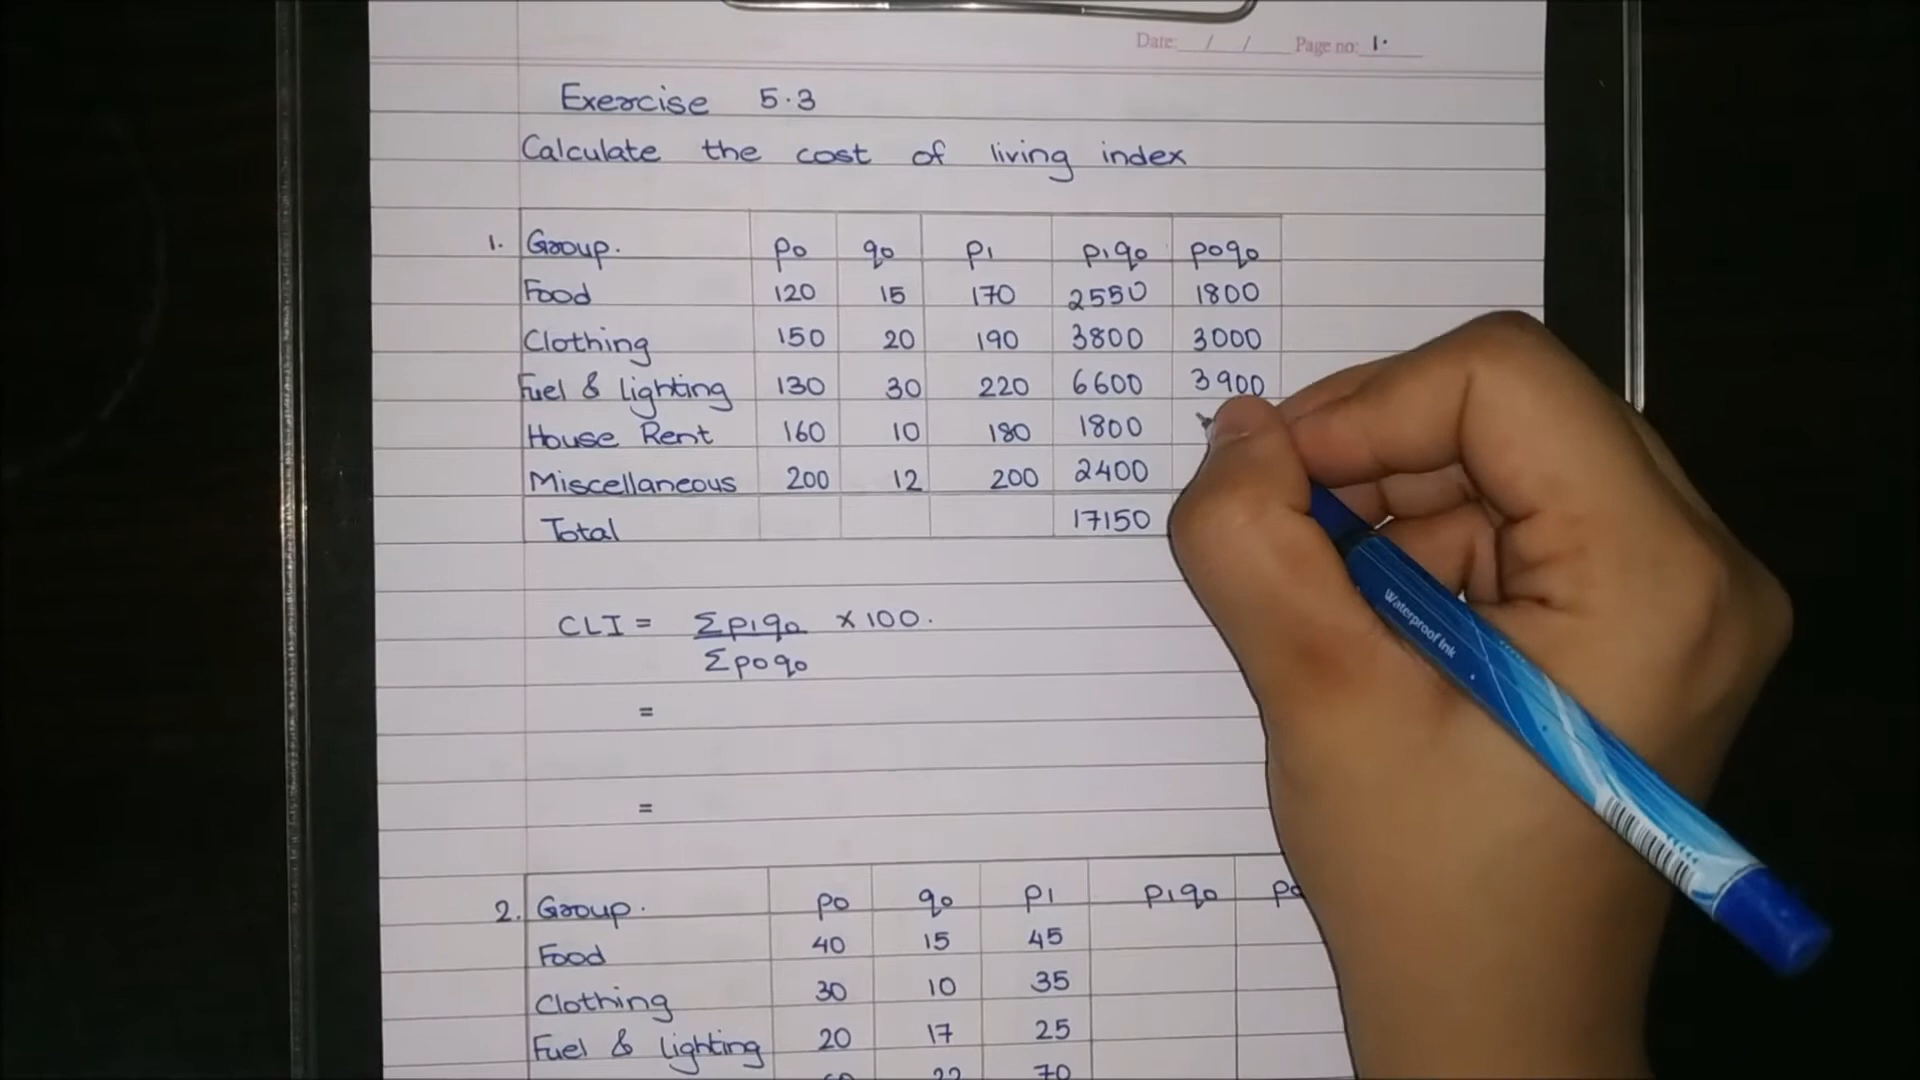 Date: / / Page no: 1.
Exercise 5.3
Calculate the cost of living index
1. Group. p0 q0 p1 p1q0 p0q0
Food 120 15 170 2550 1800
Clothing 150 20 190 3800 3000
Fuel & lighting 130 30 220 6600 3900
House Rent 160 10 180 1800
Miscellaneous 200 12 200 2400
Total 17150
CLI = Σp1q0 × 100.
Σp0q0
=
=
Waterproof Ink
2. Group. p0 q0 p1 p1q0
Food 40 15 45
Clothing 30 10 35
Fuel & lighting 20 17 25
22 70